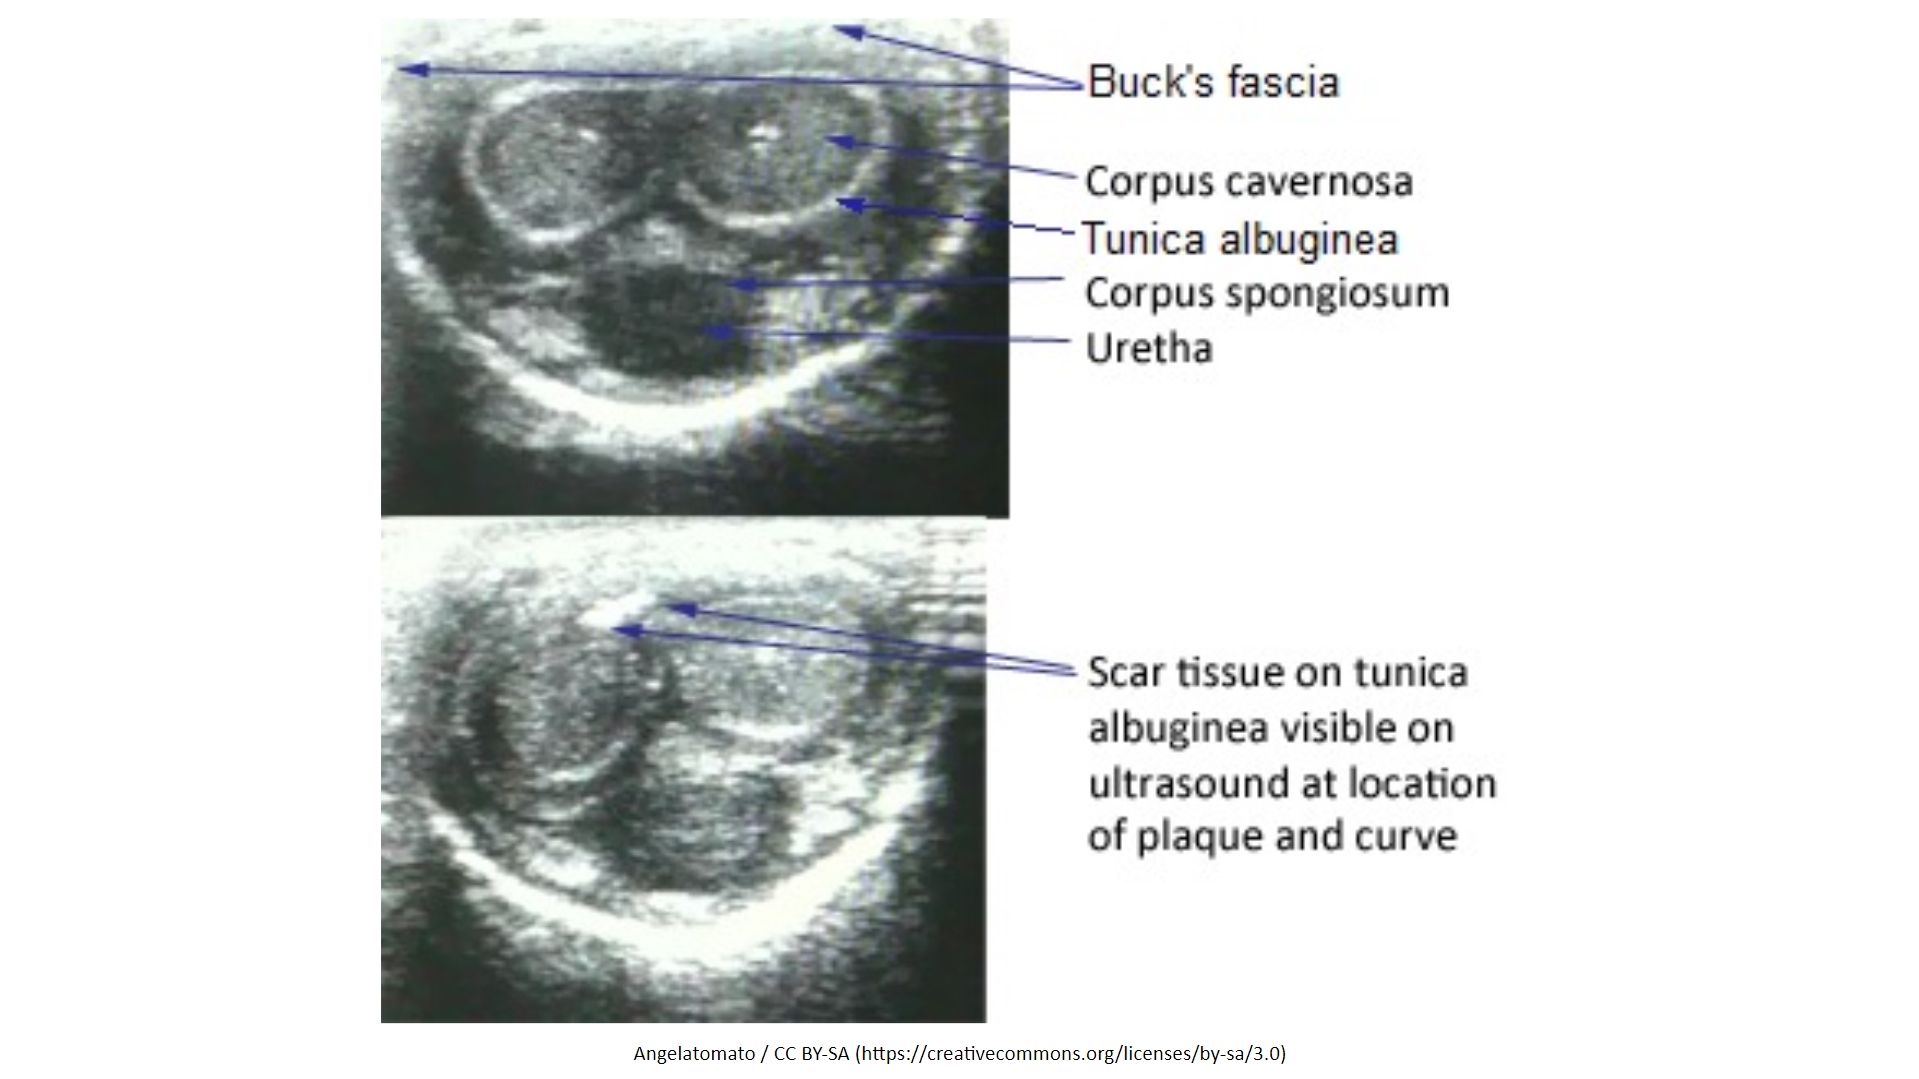 Buck's fascia
Corpus cavernosa
Tunica albuginea
Corpus spongiosum
Uretha
Scar tissue on tunica
albuginea visible on
ultrasound at location
of plaque and curve
Angelatomato / CC BY-SA (https://creativecommons.org/licenses/by-sa/3.0)